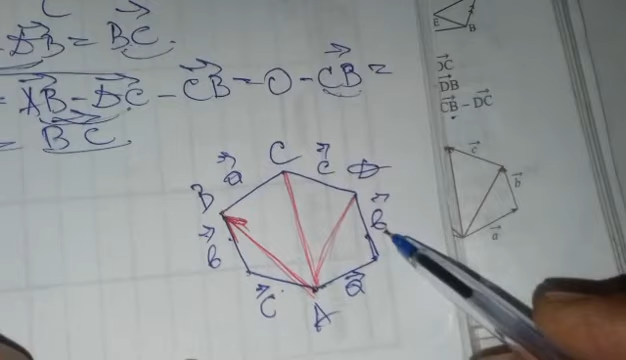 C
DB = BC.
= AB - DC - CB = O - CB =
= BC
C
D
B
a
c
b
b
c
a
A
E
B
DC
DB
CB - DC
c
b
a